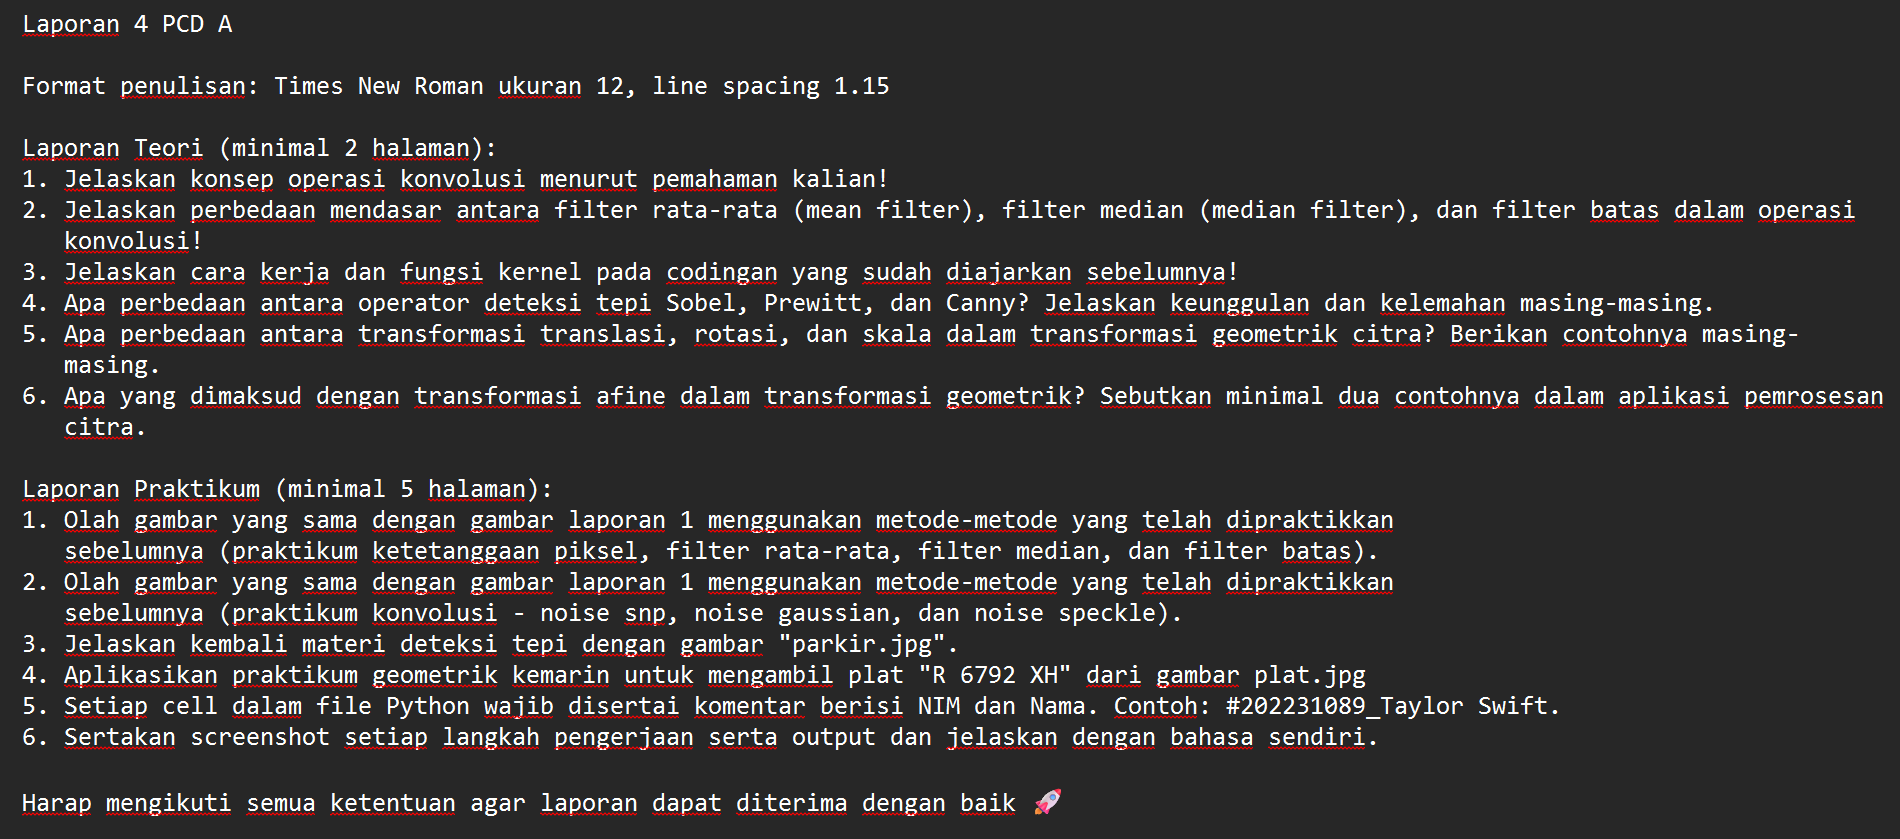 Laporan 4 PCD A
Format penulisan: Times New Roman ukuran 12, line spacing 1.15
Laporan Teori (minimal 2 halaman):
1. Jelaskan konsep operasi konvolusi menurut pemahaman kalian!
2. Jelaskan perbedaan mendasar antara filter rata-rata (mean filter), filter median (median filter), dan filter batas dalam operasi
konvolusi!
3. Jelaskan cara kerja dan fungsi kernel pada codingan yang sudah diajarkan sebelumnya!
4. Apa perbedaan antara operator deteksi tepi Sobel, Prewitt, dan Canny? Jelaskan keunggulan dan kelemahan masing-masing.
5. Apa perbedaan antara transformasi translasi, rotasi, dan skala dalam transformasi geometrik citra? Berikan contohnya masing-
masing.
6. Apa yang dimaksud dengan transformasi afine dalam transformasi geometrik? Sebutkan minimal dua contohnya dalam aplikasi pemrosesan
citra.
Laporan Praktikum (minimal 5 halaman):
1. Olah gambar yang sama dengan gambar laporan 1 menggunakan metode-metode yang telah dipraktikkan
sebelumnya (praktikum ketetanggaan piksel, filter rata-rata, filter median, dan filter batas).
2. Olah gambar yang sama dengan gambar laporan 1 menggunakan metode-metode yang telah dipraktikkan
sebelumnya (praktikum konvolusi - noise snp, noise gaussian, dan noise speckle).
3. Jelaskan kembali materi deteksi tepi dengan gambar "parkir.jpg".
4. Aplikasikan praktikum geometrik kemarin untuk mengambil plat "R 6792 XH" dari gambar plat.jpg
5. Setiap cell dalam file Python wajib disertai komentar berisi NIM dan Nama. Contoh: #202231089_Taylor Swift.
6. Sertakan screenshot setiap langkah pengerjaan serta output dan jelaskan dengan bahasa sendiri.
Harap mengikuti semua ketentuan agar laporan dapat diterima dengan baik 🚀